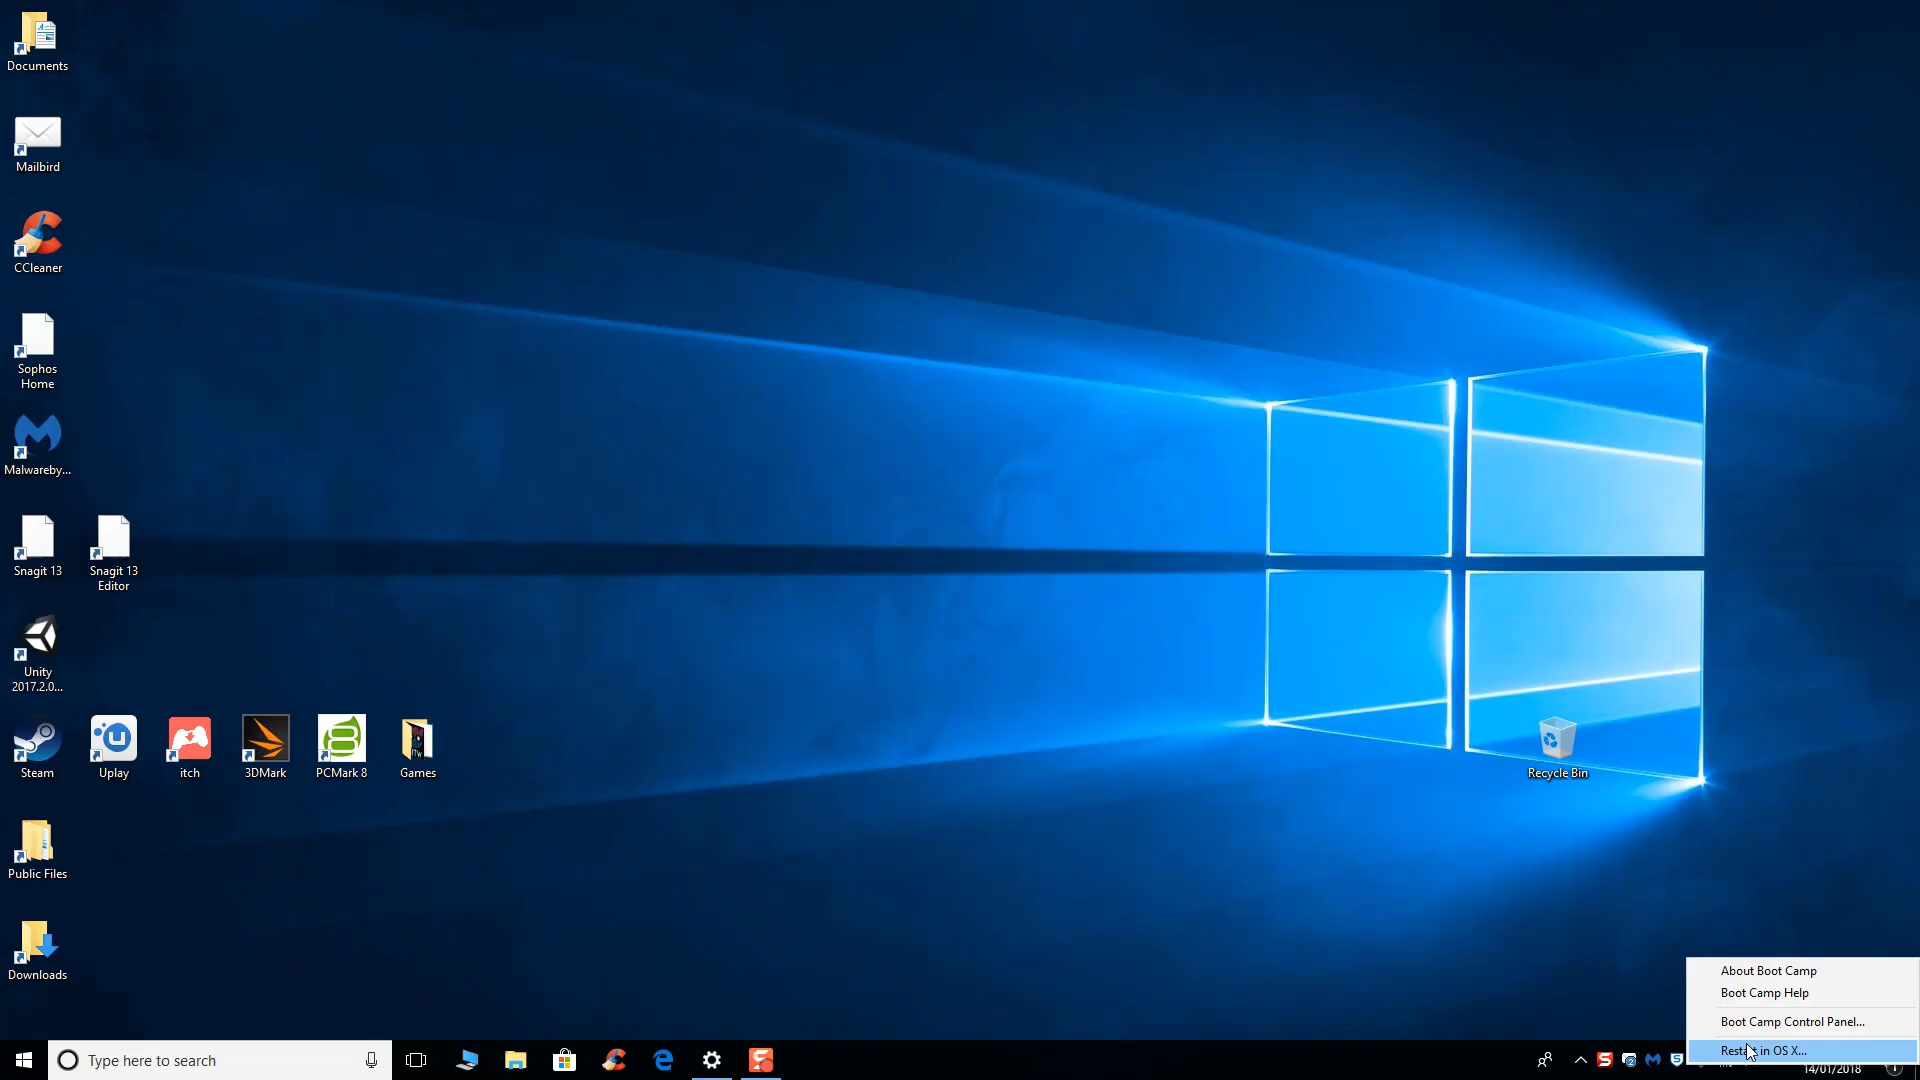 Documents
Mailbird
CCleaner
Sophos
Home
Malwareby...
Snagit 13
Snagit 13
Editor
Unity
2017.2.0...
Steam
Uplay
itch
3DMark
PCMark 8
Games
Recycle Bin
Public Files
Downloads
About Boot Camp
Boot Camp Help
Boot Camp Control Panel...
Restart in OS X...
Type here to search
14/01/2018